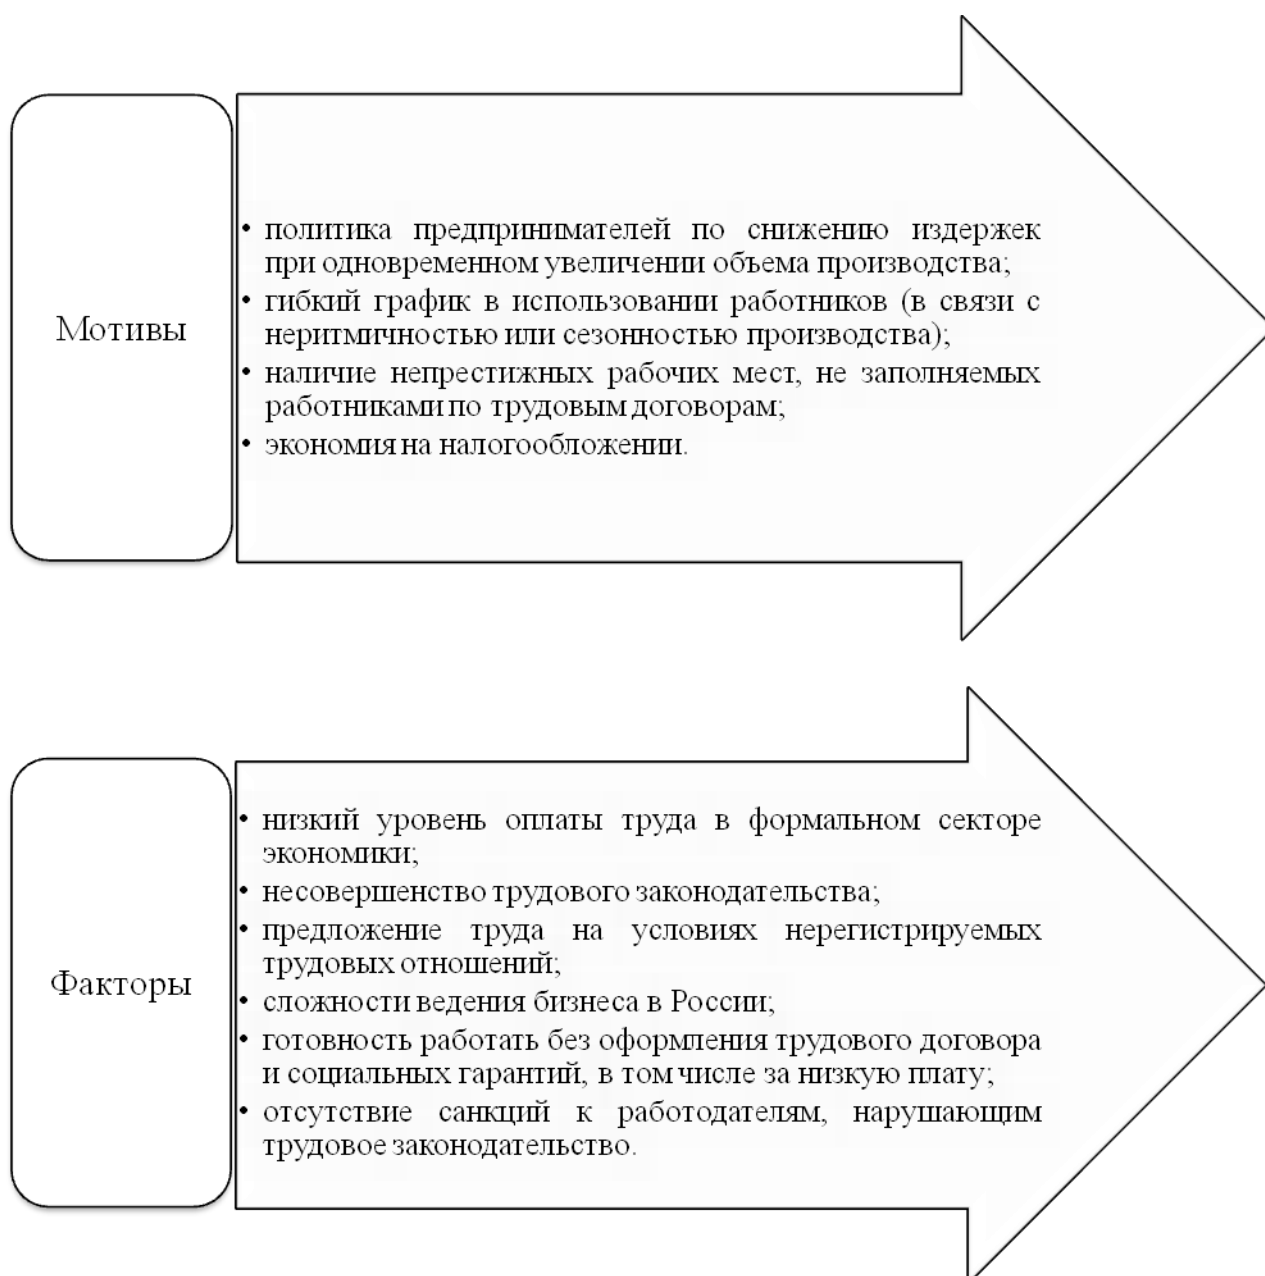 Мотивы
• политика предпринимателей по снижению издержек
при одновременном увеличении объема производства;
• гибкий график в использовании работников (в связи с
неритмичностью или сезонностью производства);
• наличие непрестижных рабочих мест, не заполняемых
работниками по трудовым договорам;
• экономия на налогообложении.
Факторы
• низкий уровень оплаты труда в формальном секторе
экономики;
• несовершенство трудового законодательства;
• предложение труда на условиях нерегистрируемых
трудовых отношений;
• сложности ведения бизнеса в России;
• готовность работать без оформления трудового договора
и социальных гарантий, в том числе за низкую плату;
• отсутствие санкций к работодателям, нарушающим
трудовое законодательство.